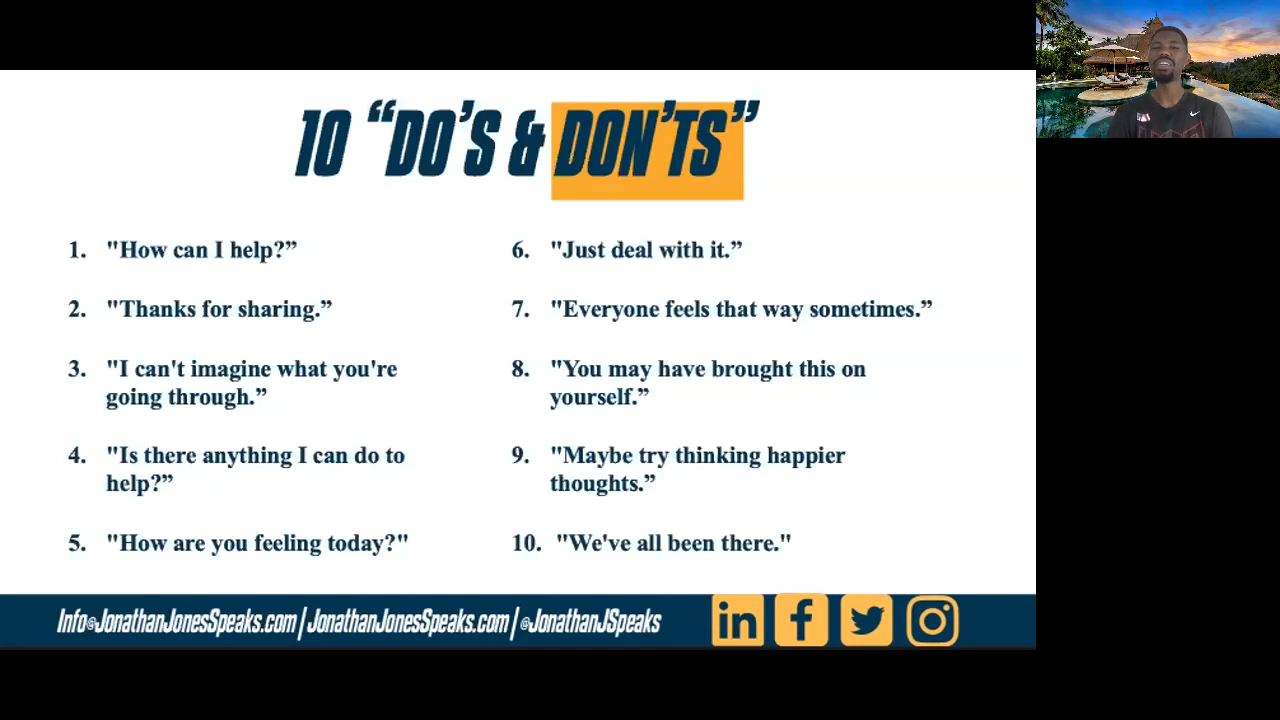 10 “DO’S & DON’TS”
1. "How can I help?”
2. "Thanks for sharing.”
3. "I can't imagine what you're
going through.”
4. "Is there anything I can do to
help?”
5. "How are you feeling today?"
6. "Just deal with it.”
7. "Everyone feels that way sometimes.”
8. "You may have brought this on
yourself.”
9. "Maybe try thinking happier
thoughts.”
10. "We've all been there."
Info@JonathanJonesSpeaks.com | JonathanJonesSpeaks.com | @JonathanJSpeaks
in f